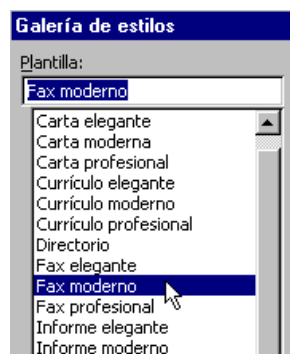 Galería de estilos
Plantilla:
Fax moderno
Carta elegante
Carta moderna
Carta profesional
Currículo elegante
Currículo moderno
Currículo profesional
Directorio
Fax elegante
Fax moderno
Fax profesional
Informe elegante
Informe moderno